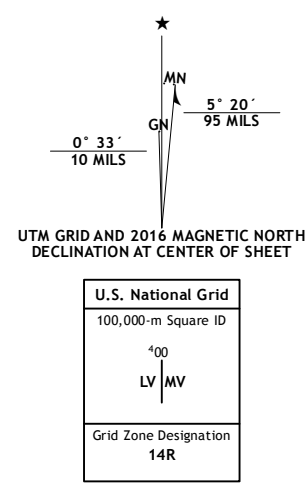 ★
MN
5° 20´
95 MILS
GN
0° 33´
10 MILS
UTM GRID AND 2016 MAGNETIC NORTH
DECLINATION AT CENTER OF SHEET
U.S. National Grid
100,000-m Square ID
⁴00
LV MV
Grid Zone Designation
14R